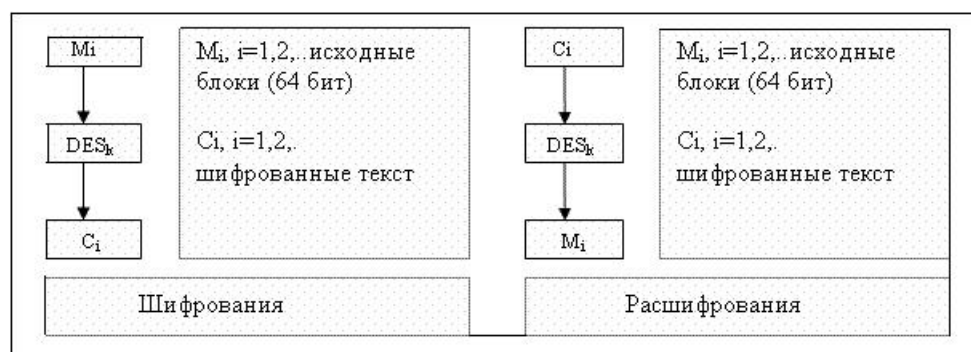 Mi
DESk
Ci
Mi, i=1,2,..исходные
блоки (64 бит)
Ci, i=1,2,.
шифрованные текст
Шифрования
Ci
DESk
Mi
Mi, i=1,2,..исходные
блоки (64 бит)
Ci, i=1,2,.
шифрованные текст
Расшифрования